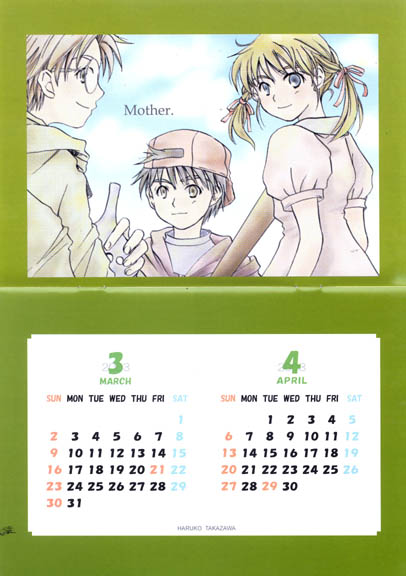 Mother.
3
MARCH
SUN MON TUE WED THU FRI SAT
1
2 3 4 5 6 7 8
9 10 11 12 13 14 15
16 17 18 19 20 21 22
23 24 25 26 27 28 29
30 31
4
APRIL
SUN MON TUE WED THU FRI SAT
1 2 3 4 5
6 7 8 9 10 11 12
13 14 15 16 17 18 19
20 21 22 23 24 25 26
27 28 29 30
HARUKO TAKAZAWA